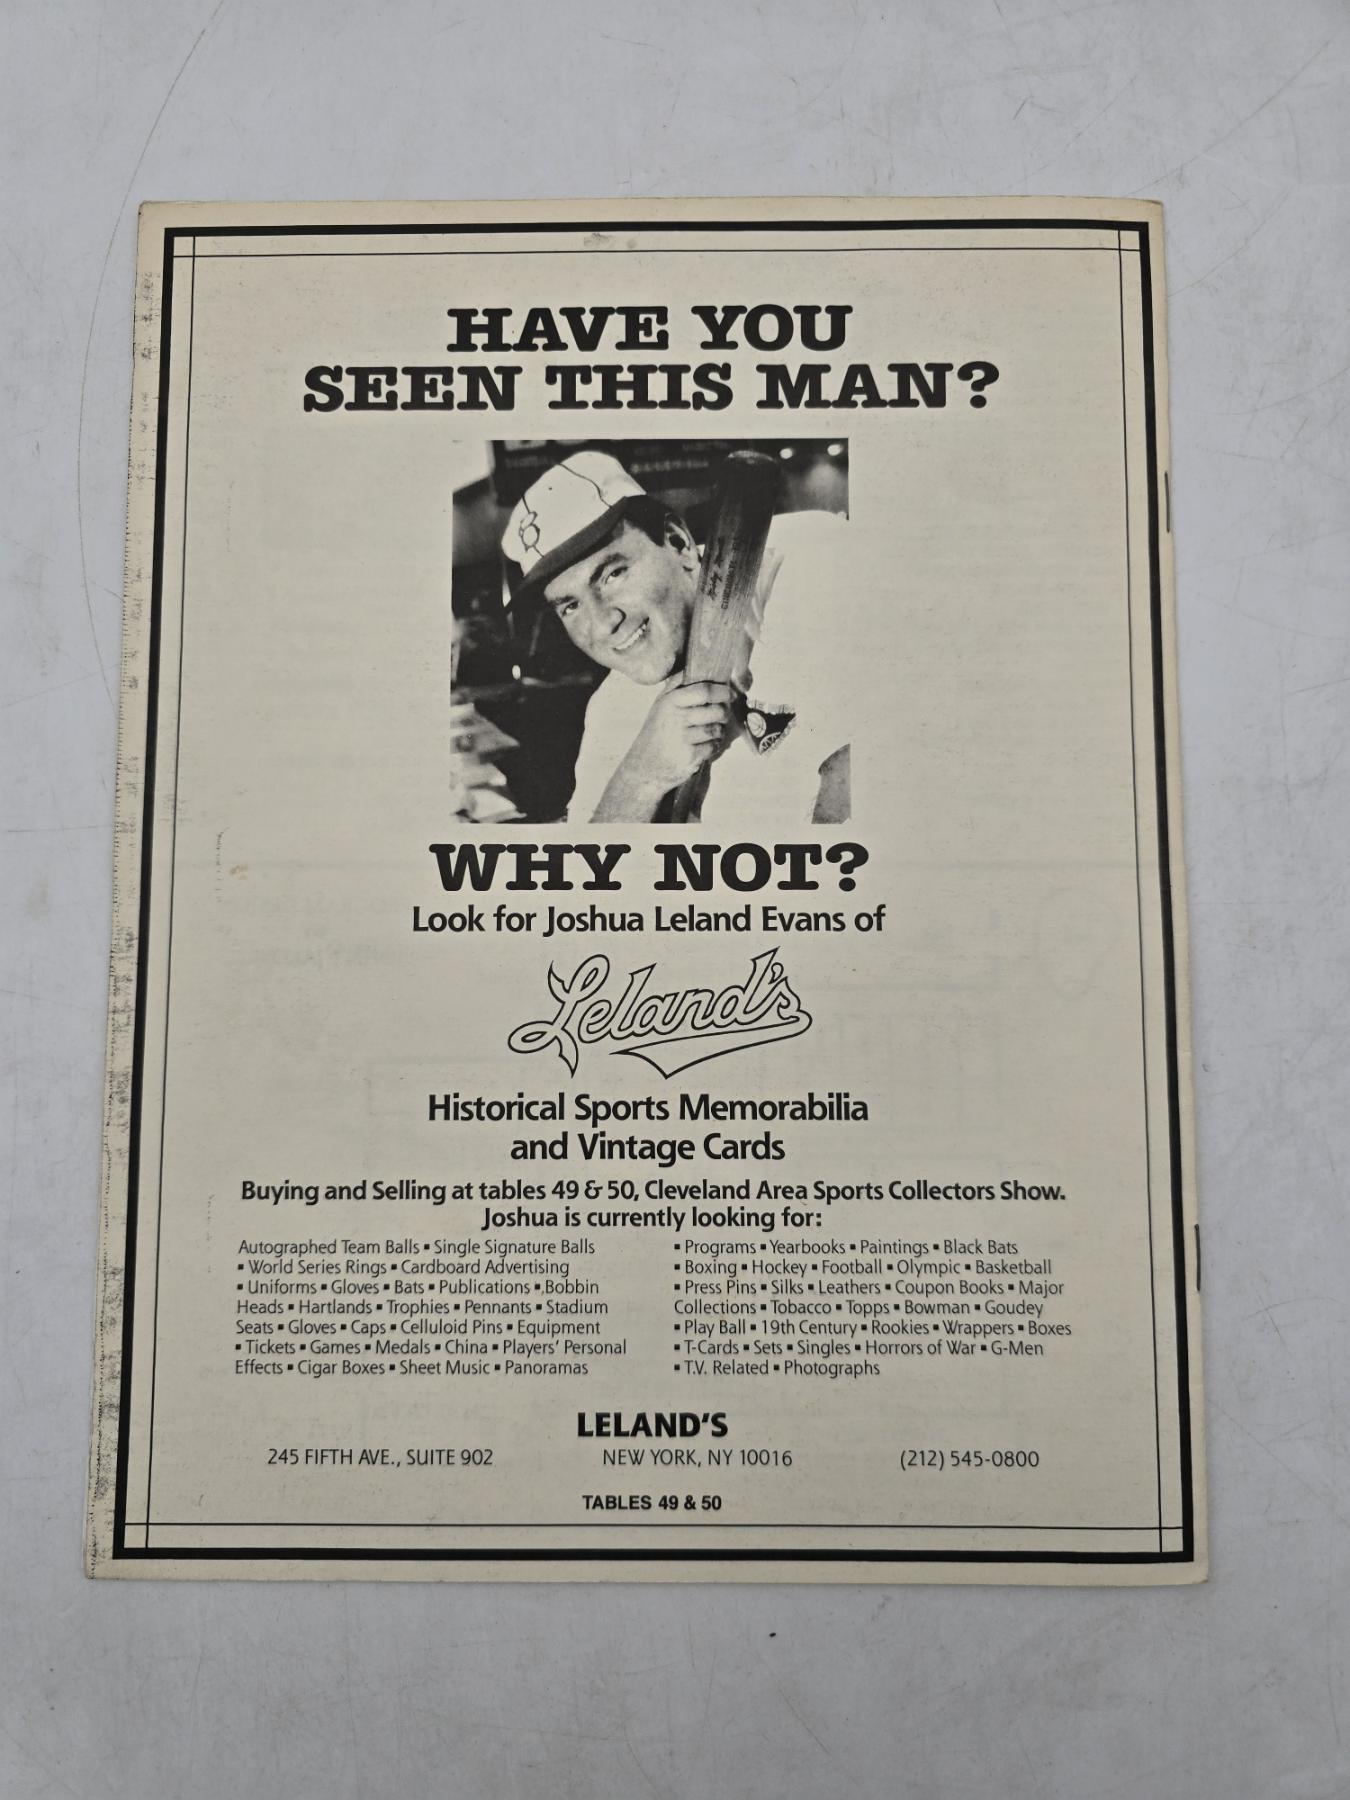 HAVE YOU
SEEN THIS MAN?
B
WHY NOT?
Look for Joshua Leland Evans of
Leland's
Historical Sports Memorabilia
and Vintage Cards
Buying and Selling at tables 49 & 50, Cleveland Area Sports Collectors Show.
Joshua is currently looking for:
Autographed Team Balls ▪ Single Signature Balls
▪ World Series Rings ▪ Cardboard Advertising
▪ Uniforms ▪ Gloves ▪ Bats ▪ Publications ▪ Bobbin
Heads ▪ Hartlands ▪ Trophies ▪ Pennants ▪ Stadium
Seats ▪ Gloves ▪ Caps ▪ Celluloid Pins ▪ Equipment
▪ Tickets ▪ Games ▪ Medals ▪ China ▪ Players' Personal
Effects ▪ Cigar Boxes ▪ Sheet Music ▪ Panoramas
▪ Programs ▪ Yearbooks ▪ Paintings ▪ Black Bats
▪ Boxing ▪ Hockey ▪ Football ▪ Olympic ▪ Basketball
▪ Press Pins ▪ Silks ▪ Leathers ▪ Coupon Books ▪ Major
Collections ▪ Tobacco ▪ Topps ▪ Bowman ▪ Goudey
▪ Play Ball ▪ 19th Century ▪ Rookies ▪ Wrappers ▪ Boxes
▪ T-Cards ▪ Sets ▪ Singles ▪ Horrors of War ▪ G-Men
▪ T.V. Related ▪ Photographs
LELAND'S
245 FIFTH AVE., SUITE 902 NEW YORK, NY 10016 (212) 545-0800
TABLES 49 & 50